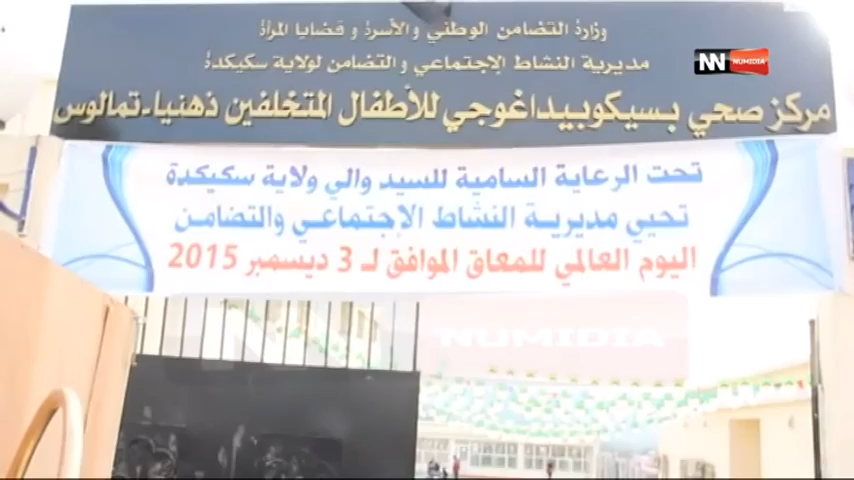 وزارة التضامن الوطني و الأسرة و قضايا المرأة
مديرية النشاط الإجتماعي و التضامن لولاية سكيكدة
مركز صحي بسيكوبيداغوجي للأطفال المتخلفين ذهنيا-تمالوس
NN NUMIDIA
تحت الرعاية السامية للسيد والي ولاية سكيكدة
تحيي مديرية النشاط الإجتماعي والتضامن
اليوم العالمي للمعاق الموافق لـ 3 ديسمبر 2015
NUMIDIA